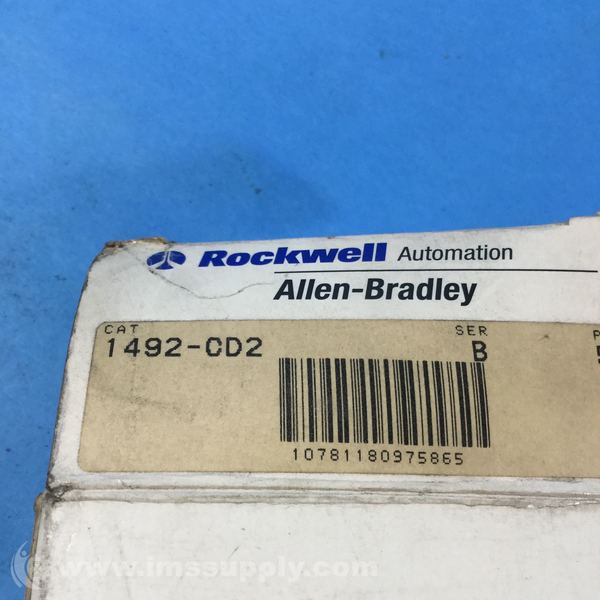 Rockwell Automation
Allen-Bradley
CAT SER
1492-CD2 B
10781180975865
www.imssupply.com